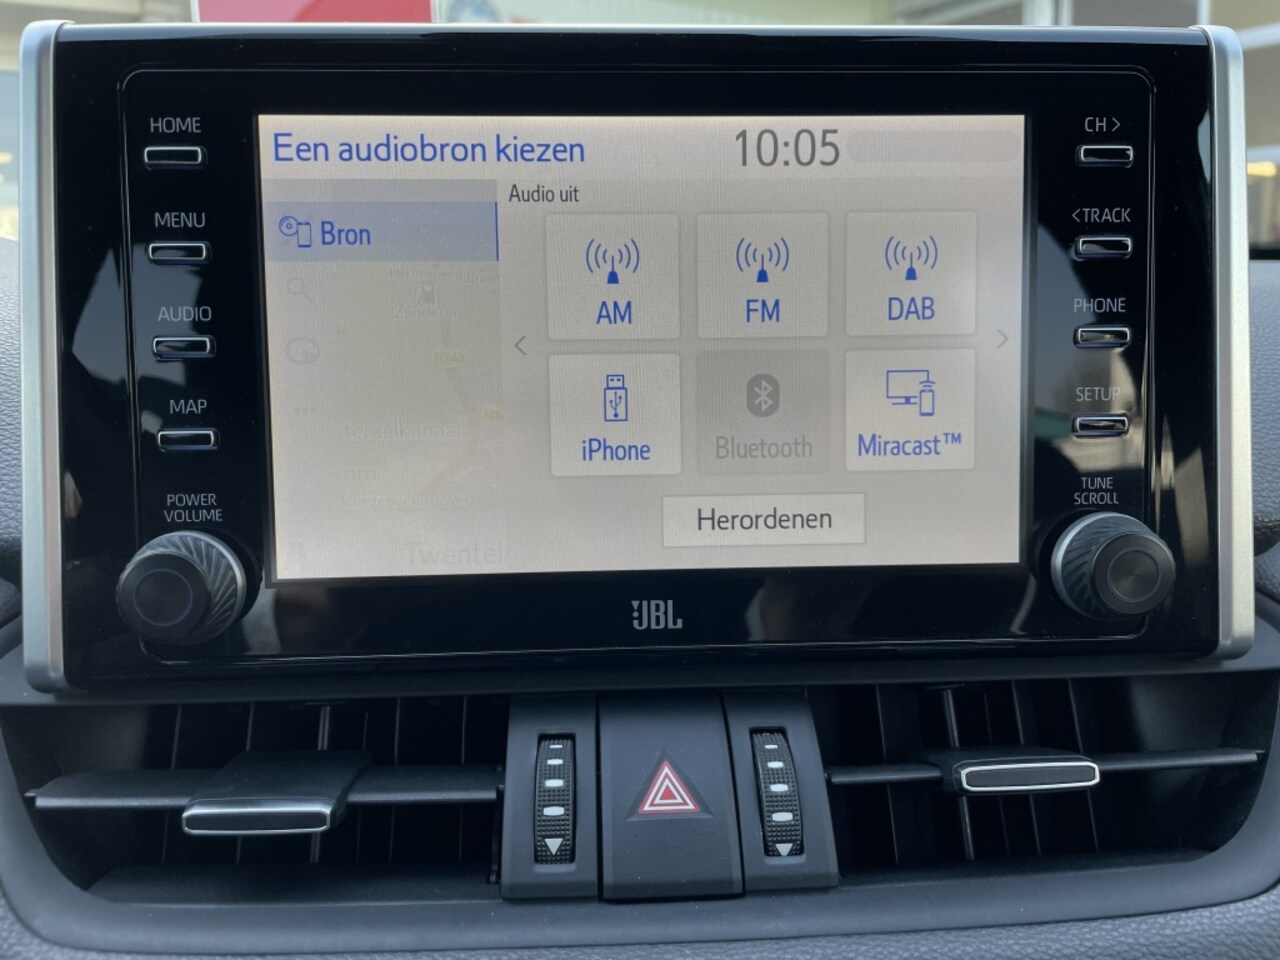 HOME
MENU
AUDIO
MAP
POWER
VOLUME
Een audiobron kiezen
10:05
Bron
Audio uit
AM
FM
DAB
iPhone
Bluetooth
Miracast™
Herordenen
Twentel
CH >
<TRACK
PHONE
SETUP
TUNE
SCROLL
JBL